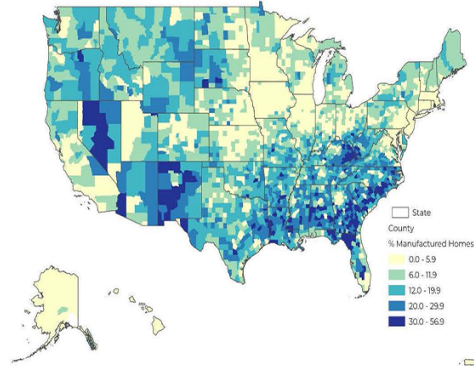 State
County
% Manufactured Homes
0.0 - 5.9
6.0 - 11.9
12.0 - 19.9
20.0 - 29.9
30.0 - 56.9